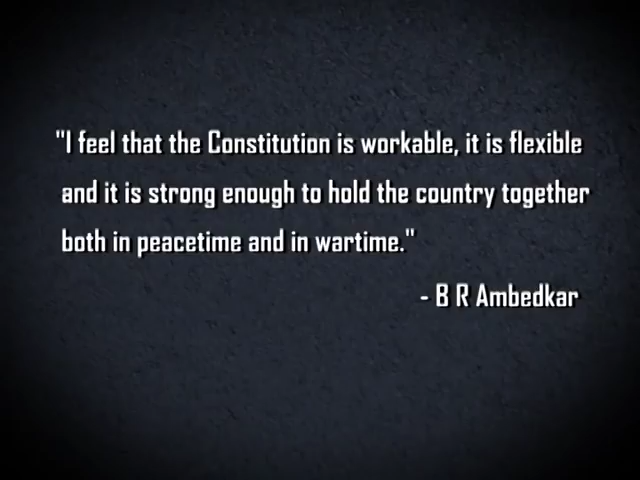 "I feel that the Constitution is workable, it is flexible
and it is strong enough to hold the country together
both in peacetime and in wartime."
- B R Ambedkar